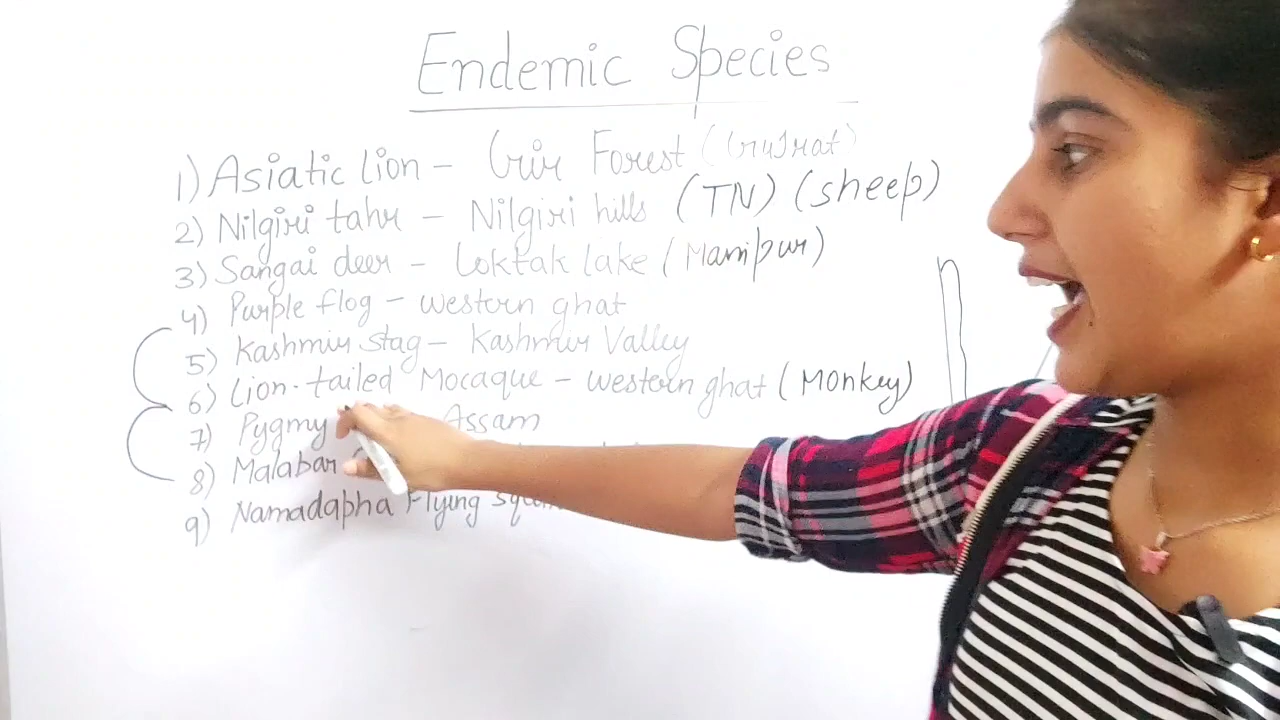 Endemic Species
1) Asiatic lion - Gir Forest (Gujrat)
2) Nilgiri tahr - Nilgiri hills (TN) (sheep)
3) Sangai deer - Loktak lake (Manipur)
4) Purple flog - western ghat
5) Kashmir Stag - Kashmir Valley
6) Lion-tailed Mocaque - western ghat (Monkey)
7) Pygmy Assam
8) Malabar
9) Namadapha Flying